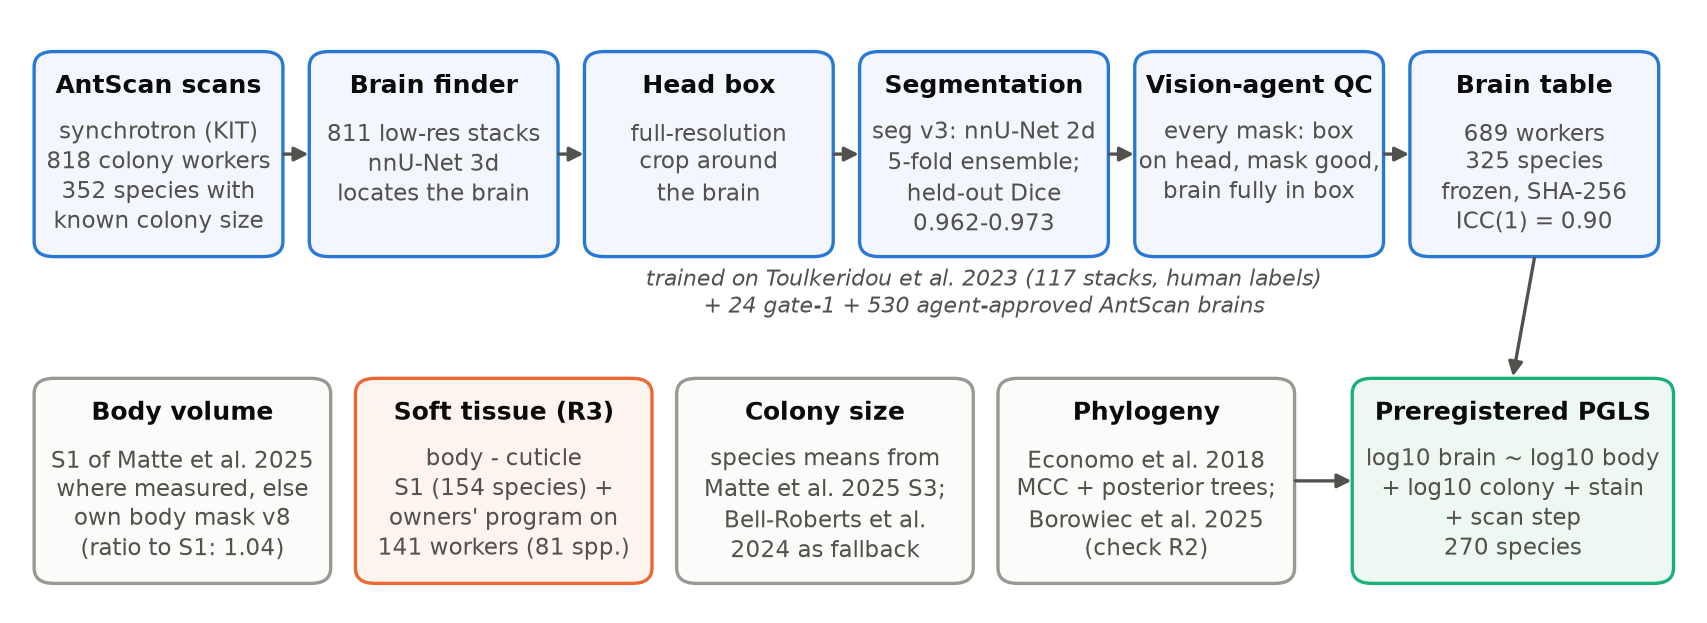 AntScan scans
synchrotron (KIT)
818 colony workers
352 species with
known colony size
Brain finder
811 low-res stacks
nnU-Net 3d
locates the brain
Head box
full-resolution
crop around
the brain
Segmentation
seg v3: nnU-Net 2d
5-fold ensemble;
held-out Dice
0.962-0.973
Vision-agent QC
every mask: box
on head, mask good,
brain fully in box
Brain table
689 workers
325 species
frozen, SHA-256
ICC(1) = 0.90
trained on Toulkeridou et al. 2023 (117 stacks, human labels)
+ 24 gate-1 + 530 agent-approved AntScan brains
Body volume
S1 of Matte et al. 2025
where measured, else
own body mask v8
(ratio to S1: 1.04)
Soft tissue (R3)
body - cuticle
S1 (154 species) +
owners' program on
141 workers (81 spp.)
Colony size
species means from
Matte et al. 2025 S3;
Bell-Roberts et al.
2024 as fallback
Phylogeny
Economo et al. 2018
MCC + posterior trees;
Borowiec et al. 2025
(check R2)
Preregistered PGLS
log10 brain ~ log10 body
+ log10 colony + stain
+ scan step
270 species